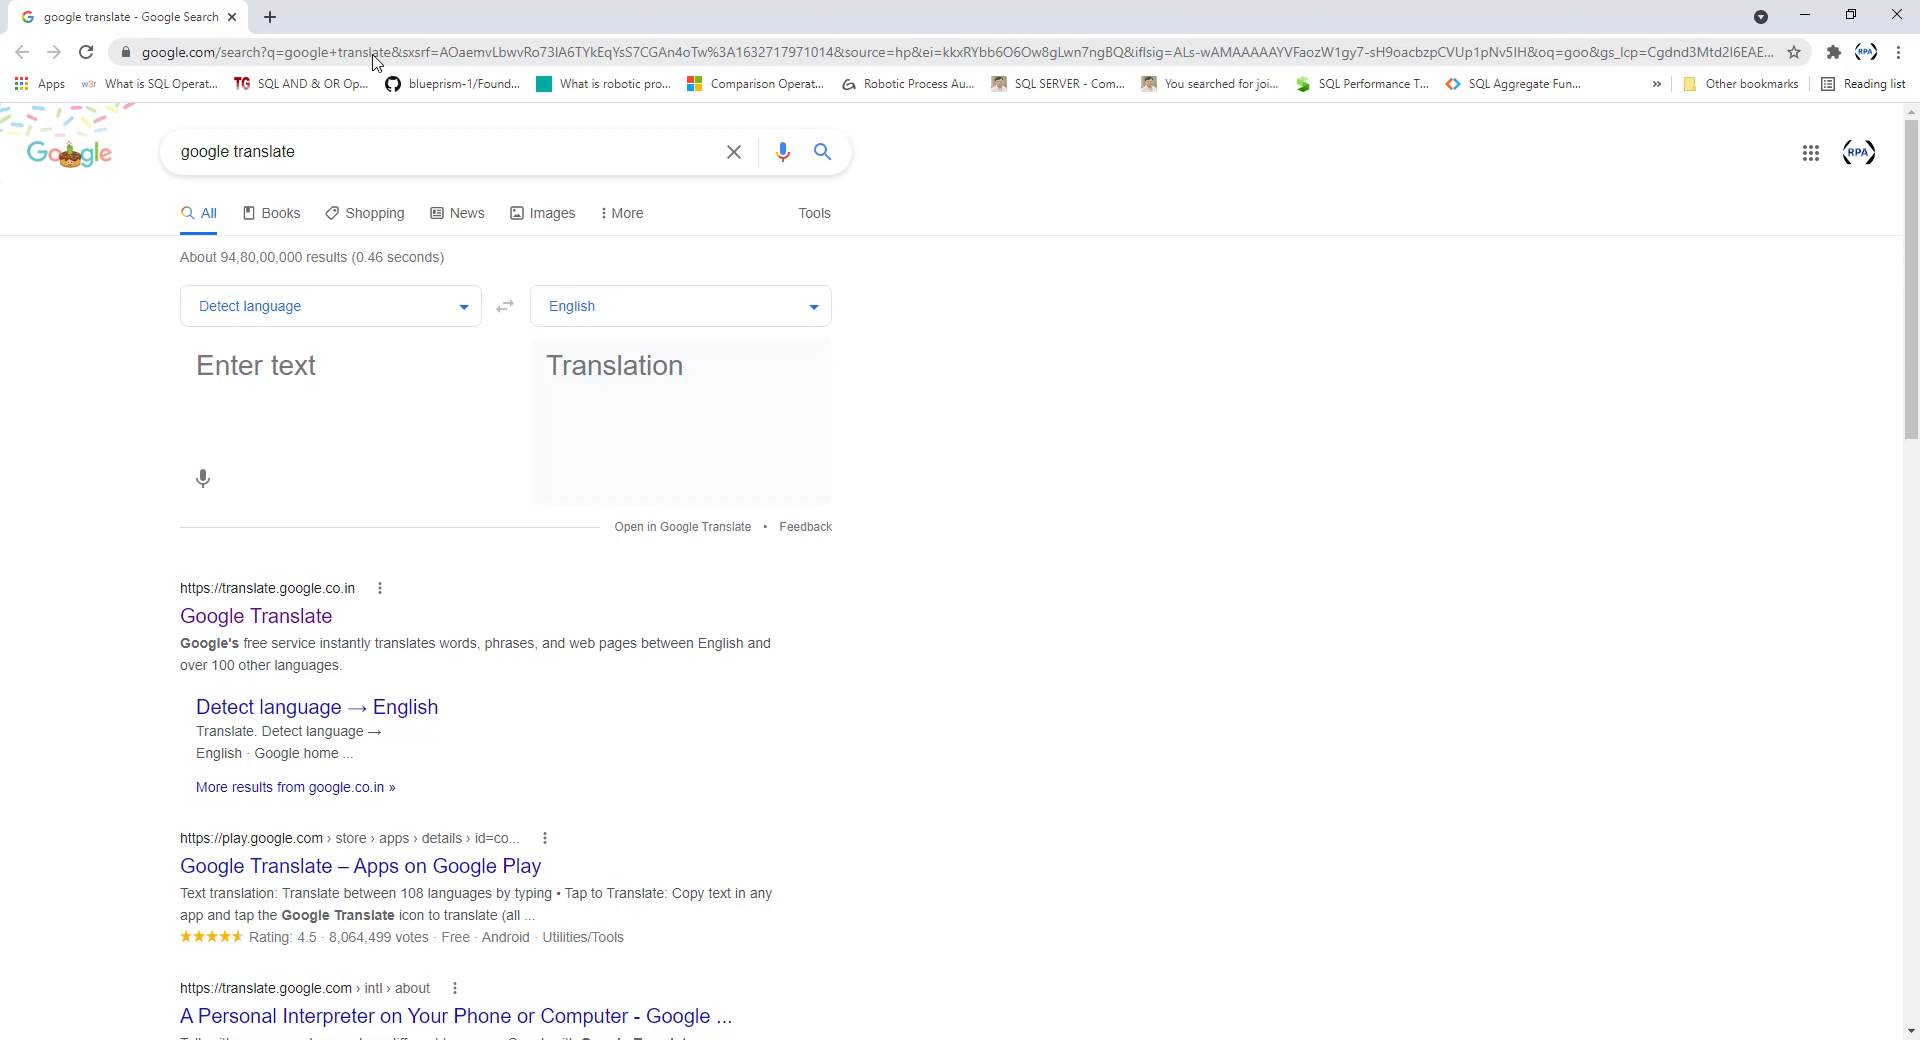 google translate - Google Search
google.com/search?q=google+translate&sxsrf=AOaemvLbwvRo73IA6TYkEqYsS7CGAn4oTw%3A1632717971014&source=hp&ei=kkxRYbb6O6Ow8gLwn7ngBQ&iflsig=ALs-wAMAAAAAYVFaozW1gy7-sH9oacbzpCVUp1pNv5IH&oq=goo&gs_lcp=Cgdnd3Mtd2l6EAE...
Apps w3r What is SQL Operat... TG SQL AND & OR Op... blueprism-1/Found... What is robotic pro... Comparison Operat... Robotic Process Au... SQL SERVER - Com... You searched for joi... SQL Performance T... SQL Aggregate Fun... » Other bookmarks Reading list
Google google translate RPA
All Books Shopping News Images More Tools
About 94,80,00,000 results (0.46 seconds)
Detect language English
Enter text Translation
Open in Google Translate • Feedback
https://translate.google.co.in
Google Translate
Google's free service instantly translates words, phrases, and web pages between English and
over 100 other languages.
Detect language → English
Translate. Detect language →
English · Google home ...
More results from google.co.in »
https://play.google.com › store › apps › details › id=co...
Google Translate – Apps on Google Play
Text translation: Translate between 108 languages by typing • Tap to Translate: Copy text in any
app and tap the Google Translate icon to translate (all ...
Rating: 4.5 · 8,064,499 votes · Free · Android · Utilities/Tools
https://translate.google.com › intl › about
A Personal Interpreter on Your Phone or Computer - Google ...